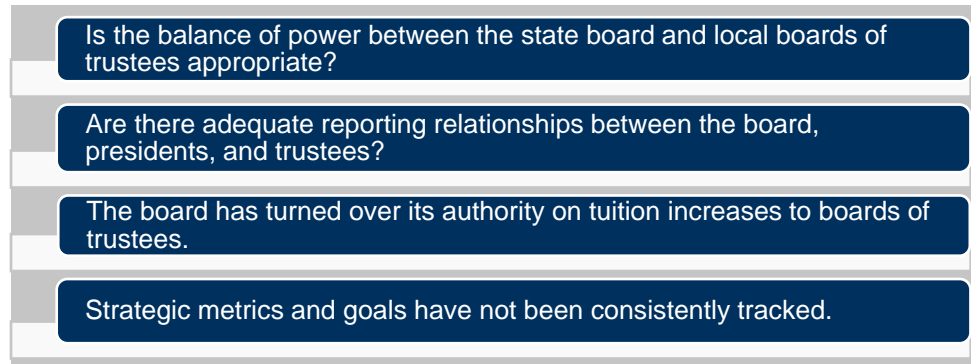 Is the balance of power between the state board and local boards of
trustees appropriate?
Are there adequate reporting relationships between the board,
presidents, and trustees?
The board has turned over its authority on tuition increases to boards of
trustees.
Strategic metrics and goals have not been consistently tracked.